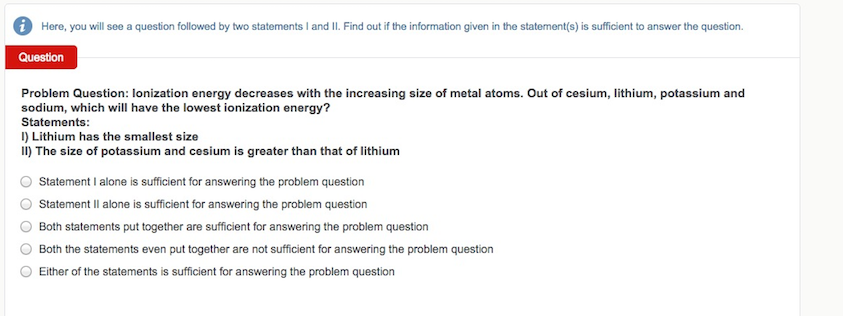 Here, you will see a question followed by two statements I and II. Find out if the information given in the statement(s) is sufficient to answer the question.
Question
Problem Question: Ionization energy decreases with the increasing size of metal atoms. Out of cesium, lithium, potassium and
sodium, which will have the lowest ionization energy?
Statements:
I) Lithium has the smallest size
II) The size of potassium and cesium is greater than that of lithium
Statement I alone is sufficient for answering the problem question
Statement II alone is sufficient for answering the problem question
Both statements put together are sufficient for answering the problem question
Both the statements even put together are not sufficient for answering the problem question
Either of the statements is sufficient for answering the problem question